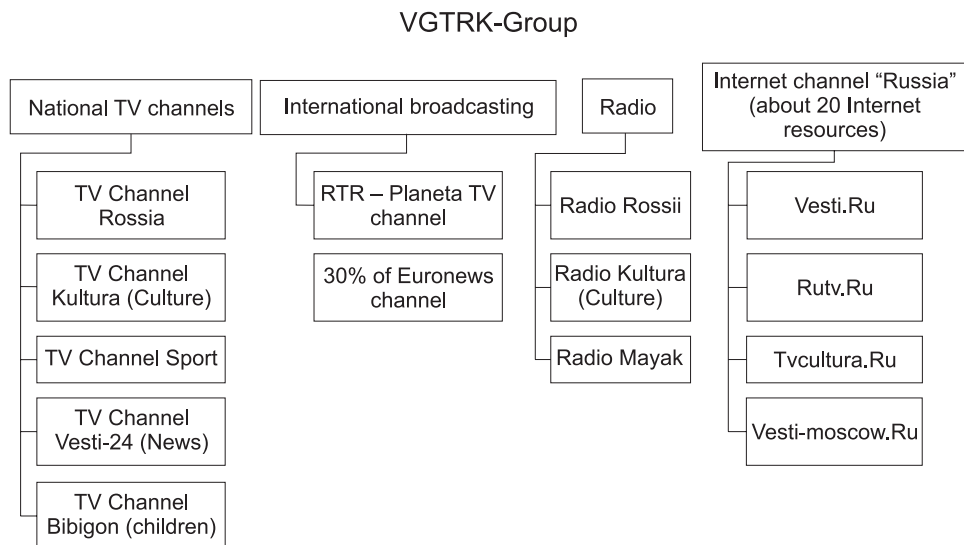 VGTRK-Group
National TV channels
TV Channel
Rossia
TV Channel
Kultura (Culture)
TV Channel Sport
TV Channel
Vesti-24 (News)
TV Channel
Bibigon (children)
International broadcasting
RTR – Planeta TV
channel
30% of Euronews
channel
Radio
Radio Rossii
Radio Kultura
(Culture)
Radio Mayak
Internet channel “Russia”
(about 20 Internet
resources)
Vesti.Ru
Rutv.Ru
Tvcultura.Ru
Vesti-moscow.Ru